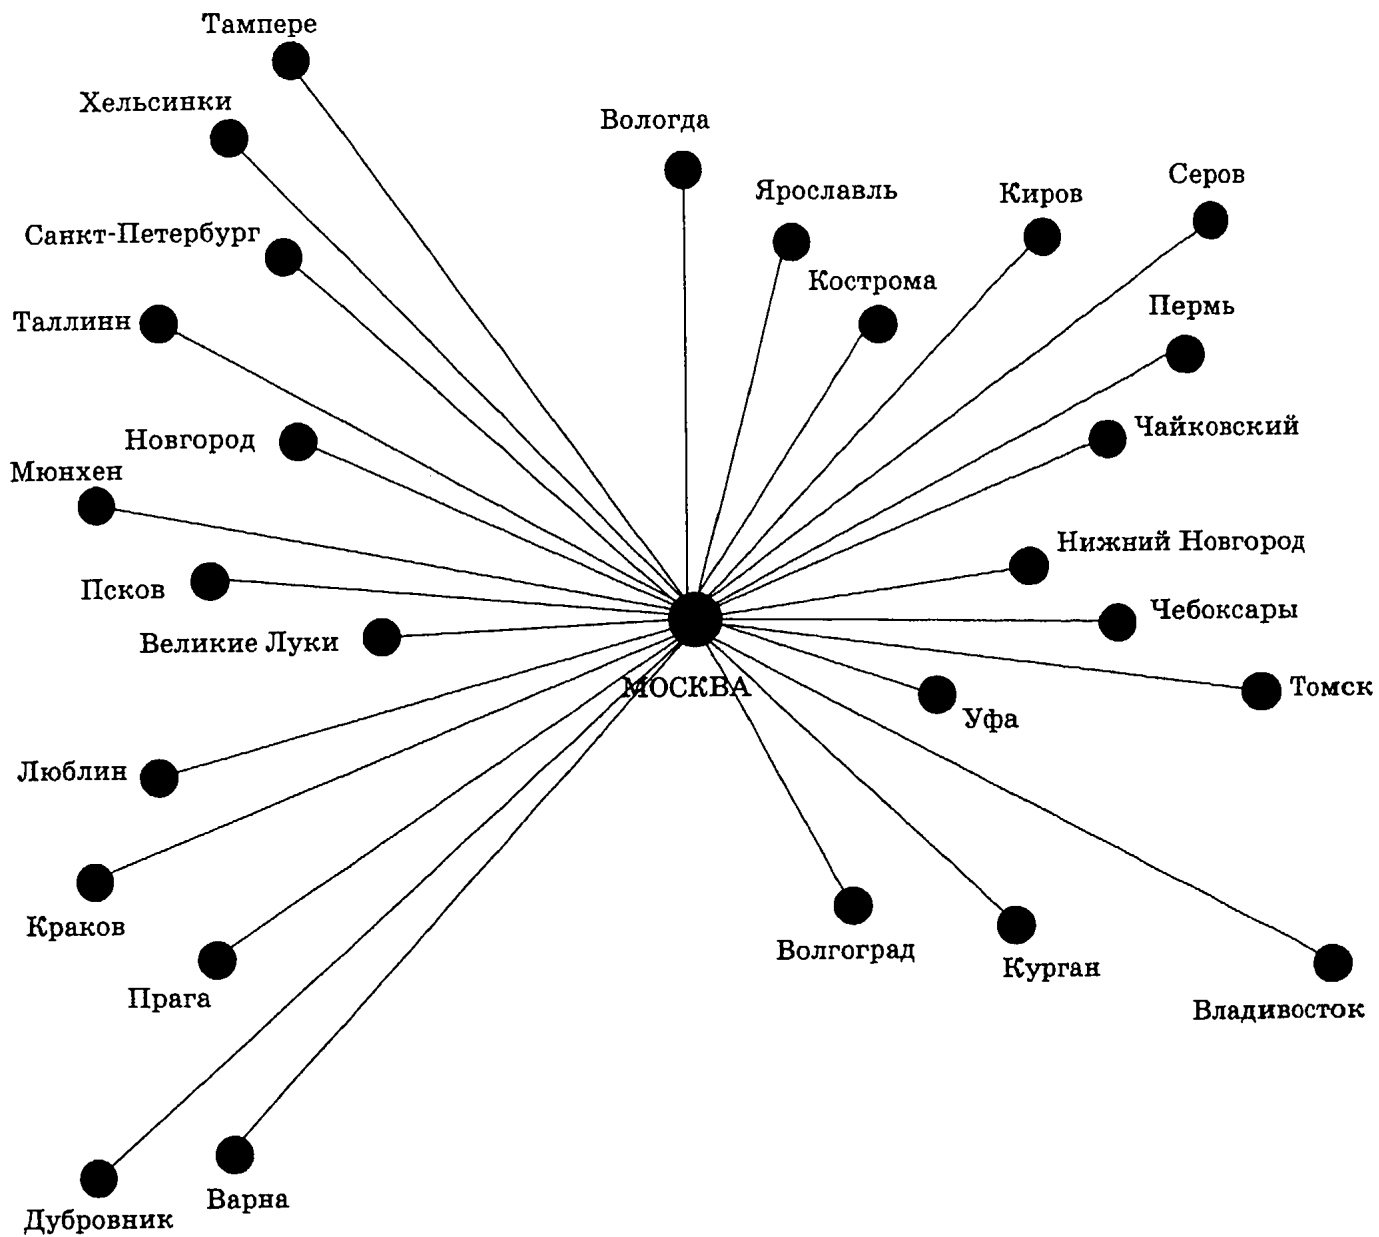 Тампере
Хельсинки
Вологда
Серов
Ярославль
Киров
Санкт-Петербург
Кострома
Пермь
Таллинн
Чайковский
Новгород
Мюнхен
Нижний Новгород
Псков
Чебоксары
Великие Луки
МОСКВА
Томск
Уфа
Люблин
Краков
Волгоград
Курган
Прага
Владивосток
Варна
Дубровник